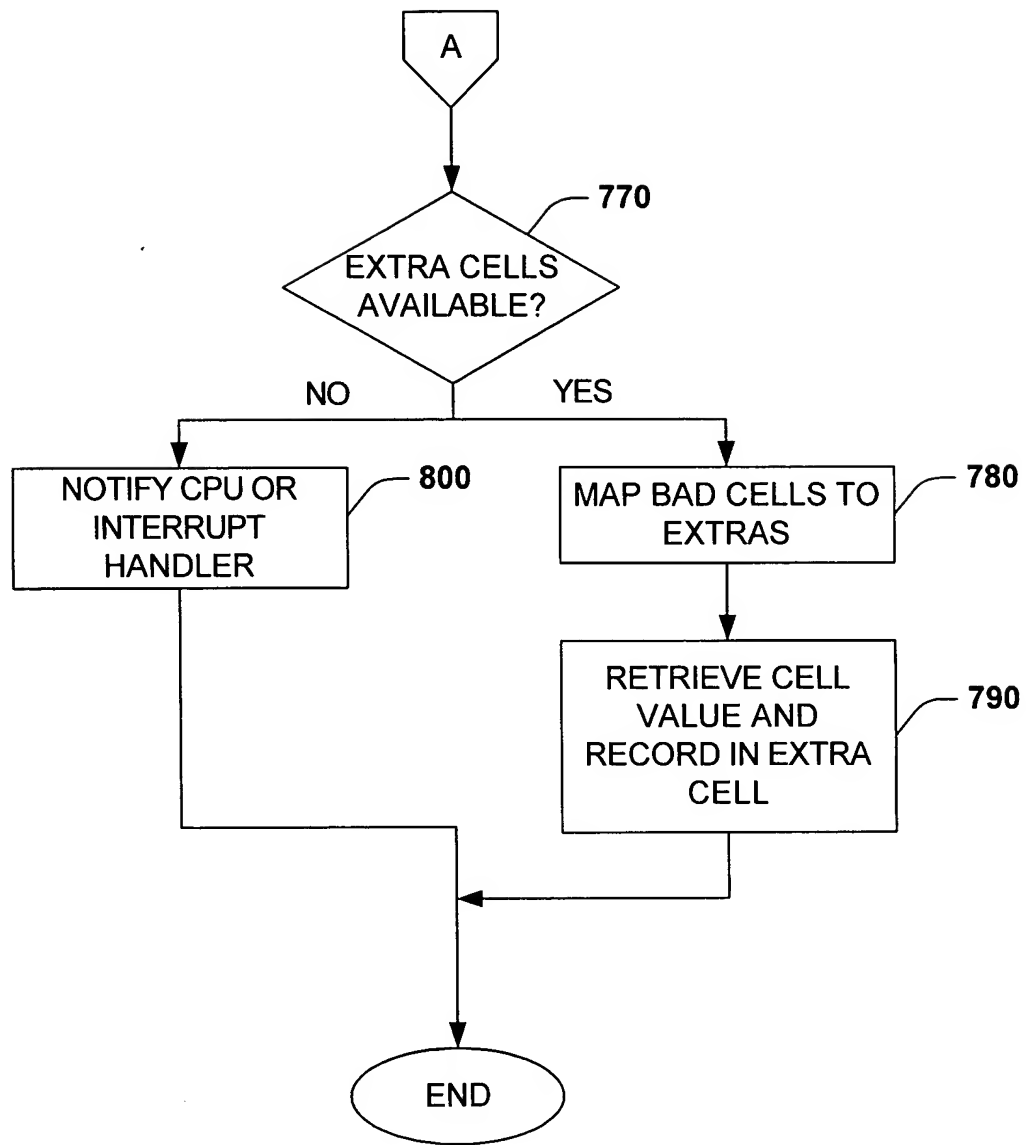 A
770
EXTRA CELLS
AVAILABLE?
NO
YES
NOTIFY CPU OR
INTERRUPT
HANDLER
800
MAP BAD CELLS TO
EXTRAS
780
RETRIEVE CELL
VALUE AND
RECORD IN EXTRA
CELL
790
END